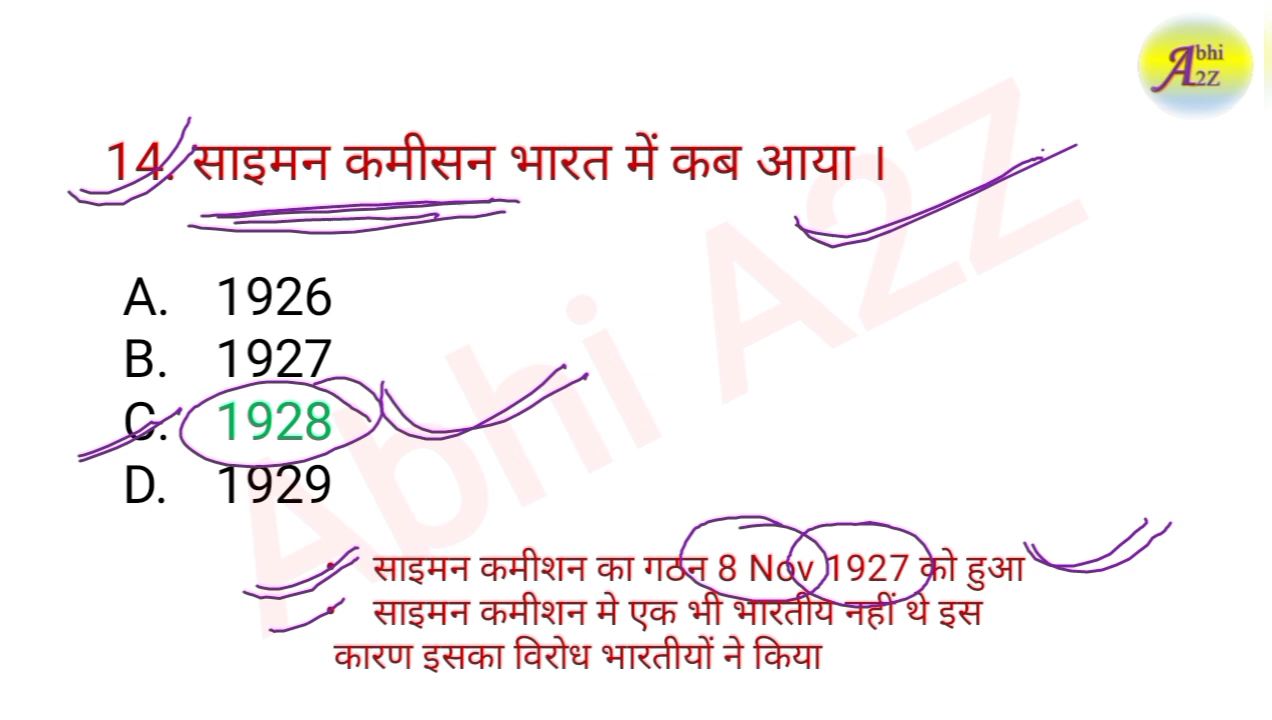 Abhi
A2Z
14. साइमन कमीसन भारत में कब आया ।
A. 1926
B. 1927
C. 1928
D. 1929
Abhi A2Z
• साइमन कमीशन का गठन 8 Nov 1927 को हुआ
• साइमन कमीशन मे एक भी भारतीय नहीं थे इस
कारण इसका विरोध भारतीयों ने किया